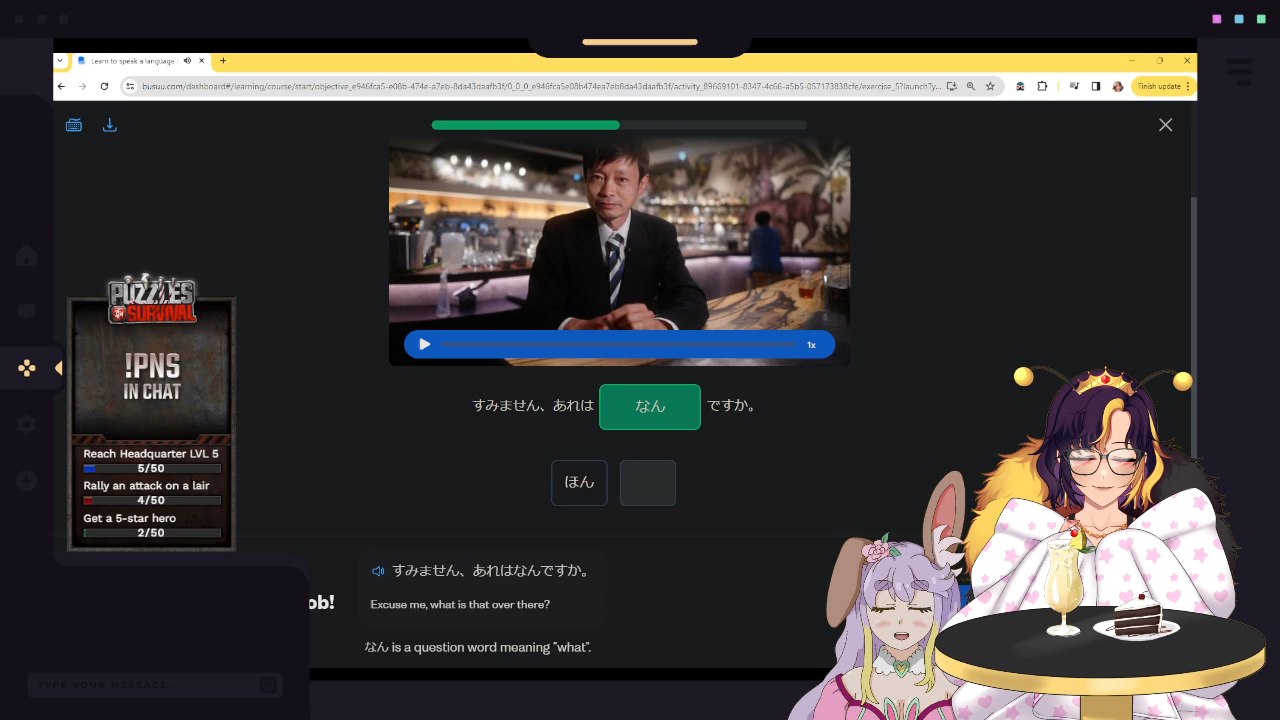 Learn to speak a language
busuu.com/dashboard#/learning/course/start/objective_e946fca5-e08b-474e-a7eb-8da43daafb3f/0_0_0_e946fca5e08b474ea7eb8da43daafb3f/activity_89669101-8347-4c66-a5b5-057173838cfe/exercise_5?launchTy...
Finish update
1x
すみません、あれは なん ですか。
ほん
PUZZLES
SURVIVAL
!PNS
IN CHAT
Reach Headquarter LVL 5
5/50
Rally an attack on a lair
4/50
Get a 5-star hero
2/50
ob!
すみません、あれはなんですか。
Excuse me, what is that over there?
なん is a question word meaning "what".
TYPE YOUR MESSAGE...